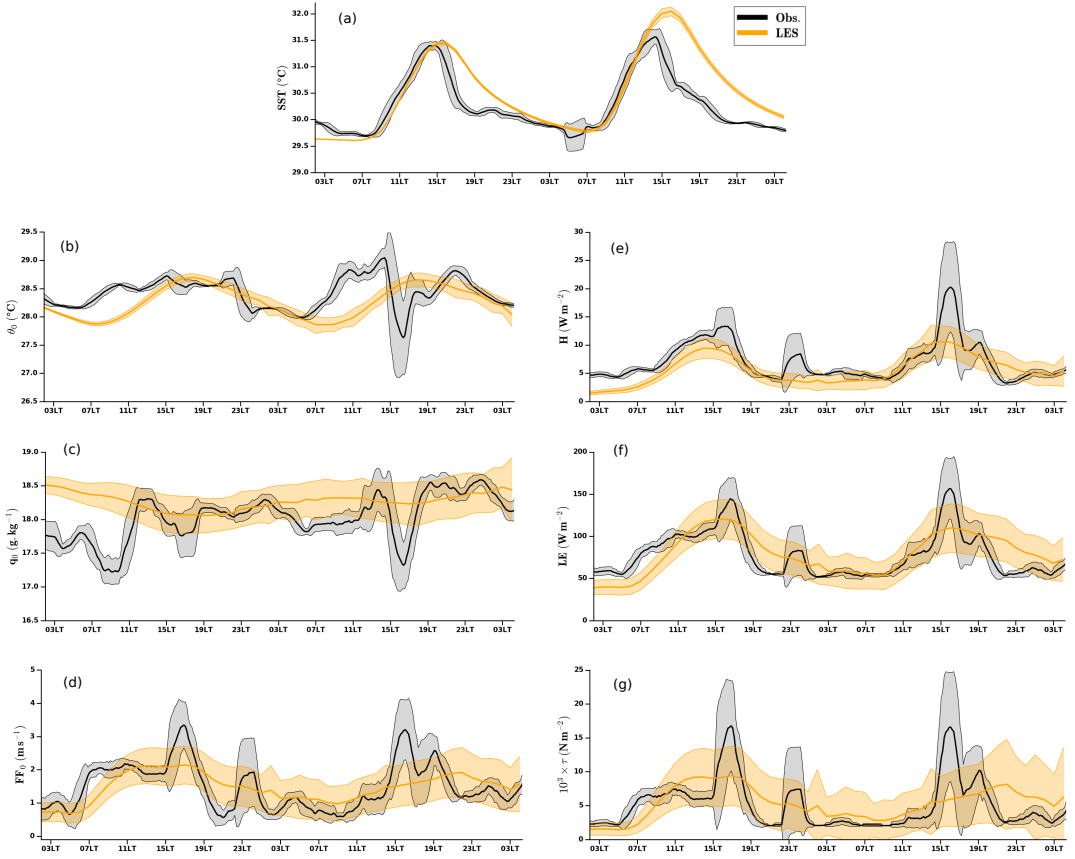 (a)
Obs.
LES
SST (°C)
32.0
31.5
31.0
30.5
30.0
29.5
29.0
03LT 07LT 11LT 15LT 19LT 23LT 03LT 07LT 11LT 15LT 19LT 23LT 03LT
(b)
θ₀ (°C)
29.5
29.0
28.5
28.0
27.5
27.0
26.5
03LT 07LT 11LT 15LT 19LT 23LT 03LT 07LT 11LT 15LT 19LT 23LT 03LT
(e)
H (W m⁻²)
30
25
20
15
10
5
0
03LT 07LT 11LT 15LT 19LT 23LT 03LT 07LT 11LT 15LT 19LT 23LT 03LT
(c)
q₀ (g.kg⁻¹)
19.0
18.5
18.0
17.5
17.0
16.5
03LT 07LT 11LT 15LT 19LT 23LT 03LT 07LT 11LT 15LT 19LT 23LT 03LT
(f)
LE (W m⁻²)
200
150
100
50
0
03LT 07LT 11LT 15LT 19LT 23LT 03LT 07LT 11LT 15LT 19LT 23LT 03LT
(d)
FF₀ (m s⁻¹)
5
4
3
2
1
0
03LT 07LT 11LT 15LT 19LT 23LT 03LT 07LT 11LT 15LT 19LT 23LT 03LT
(g)
10³ × τ (N m⁻²)
25
20
15
10
5
0
03LT 07LT 11LT 15LT 19LT 23LT 03LT 07LT 11LT 15LT 19LT 23LT 03LT